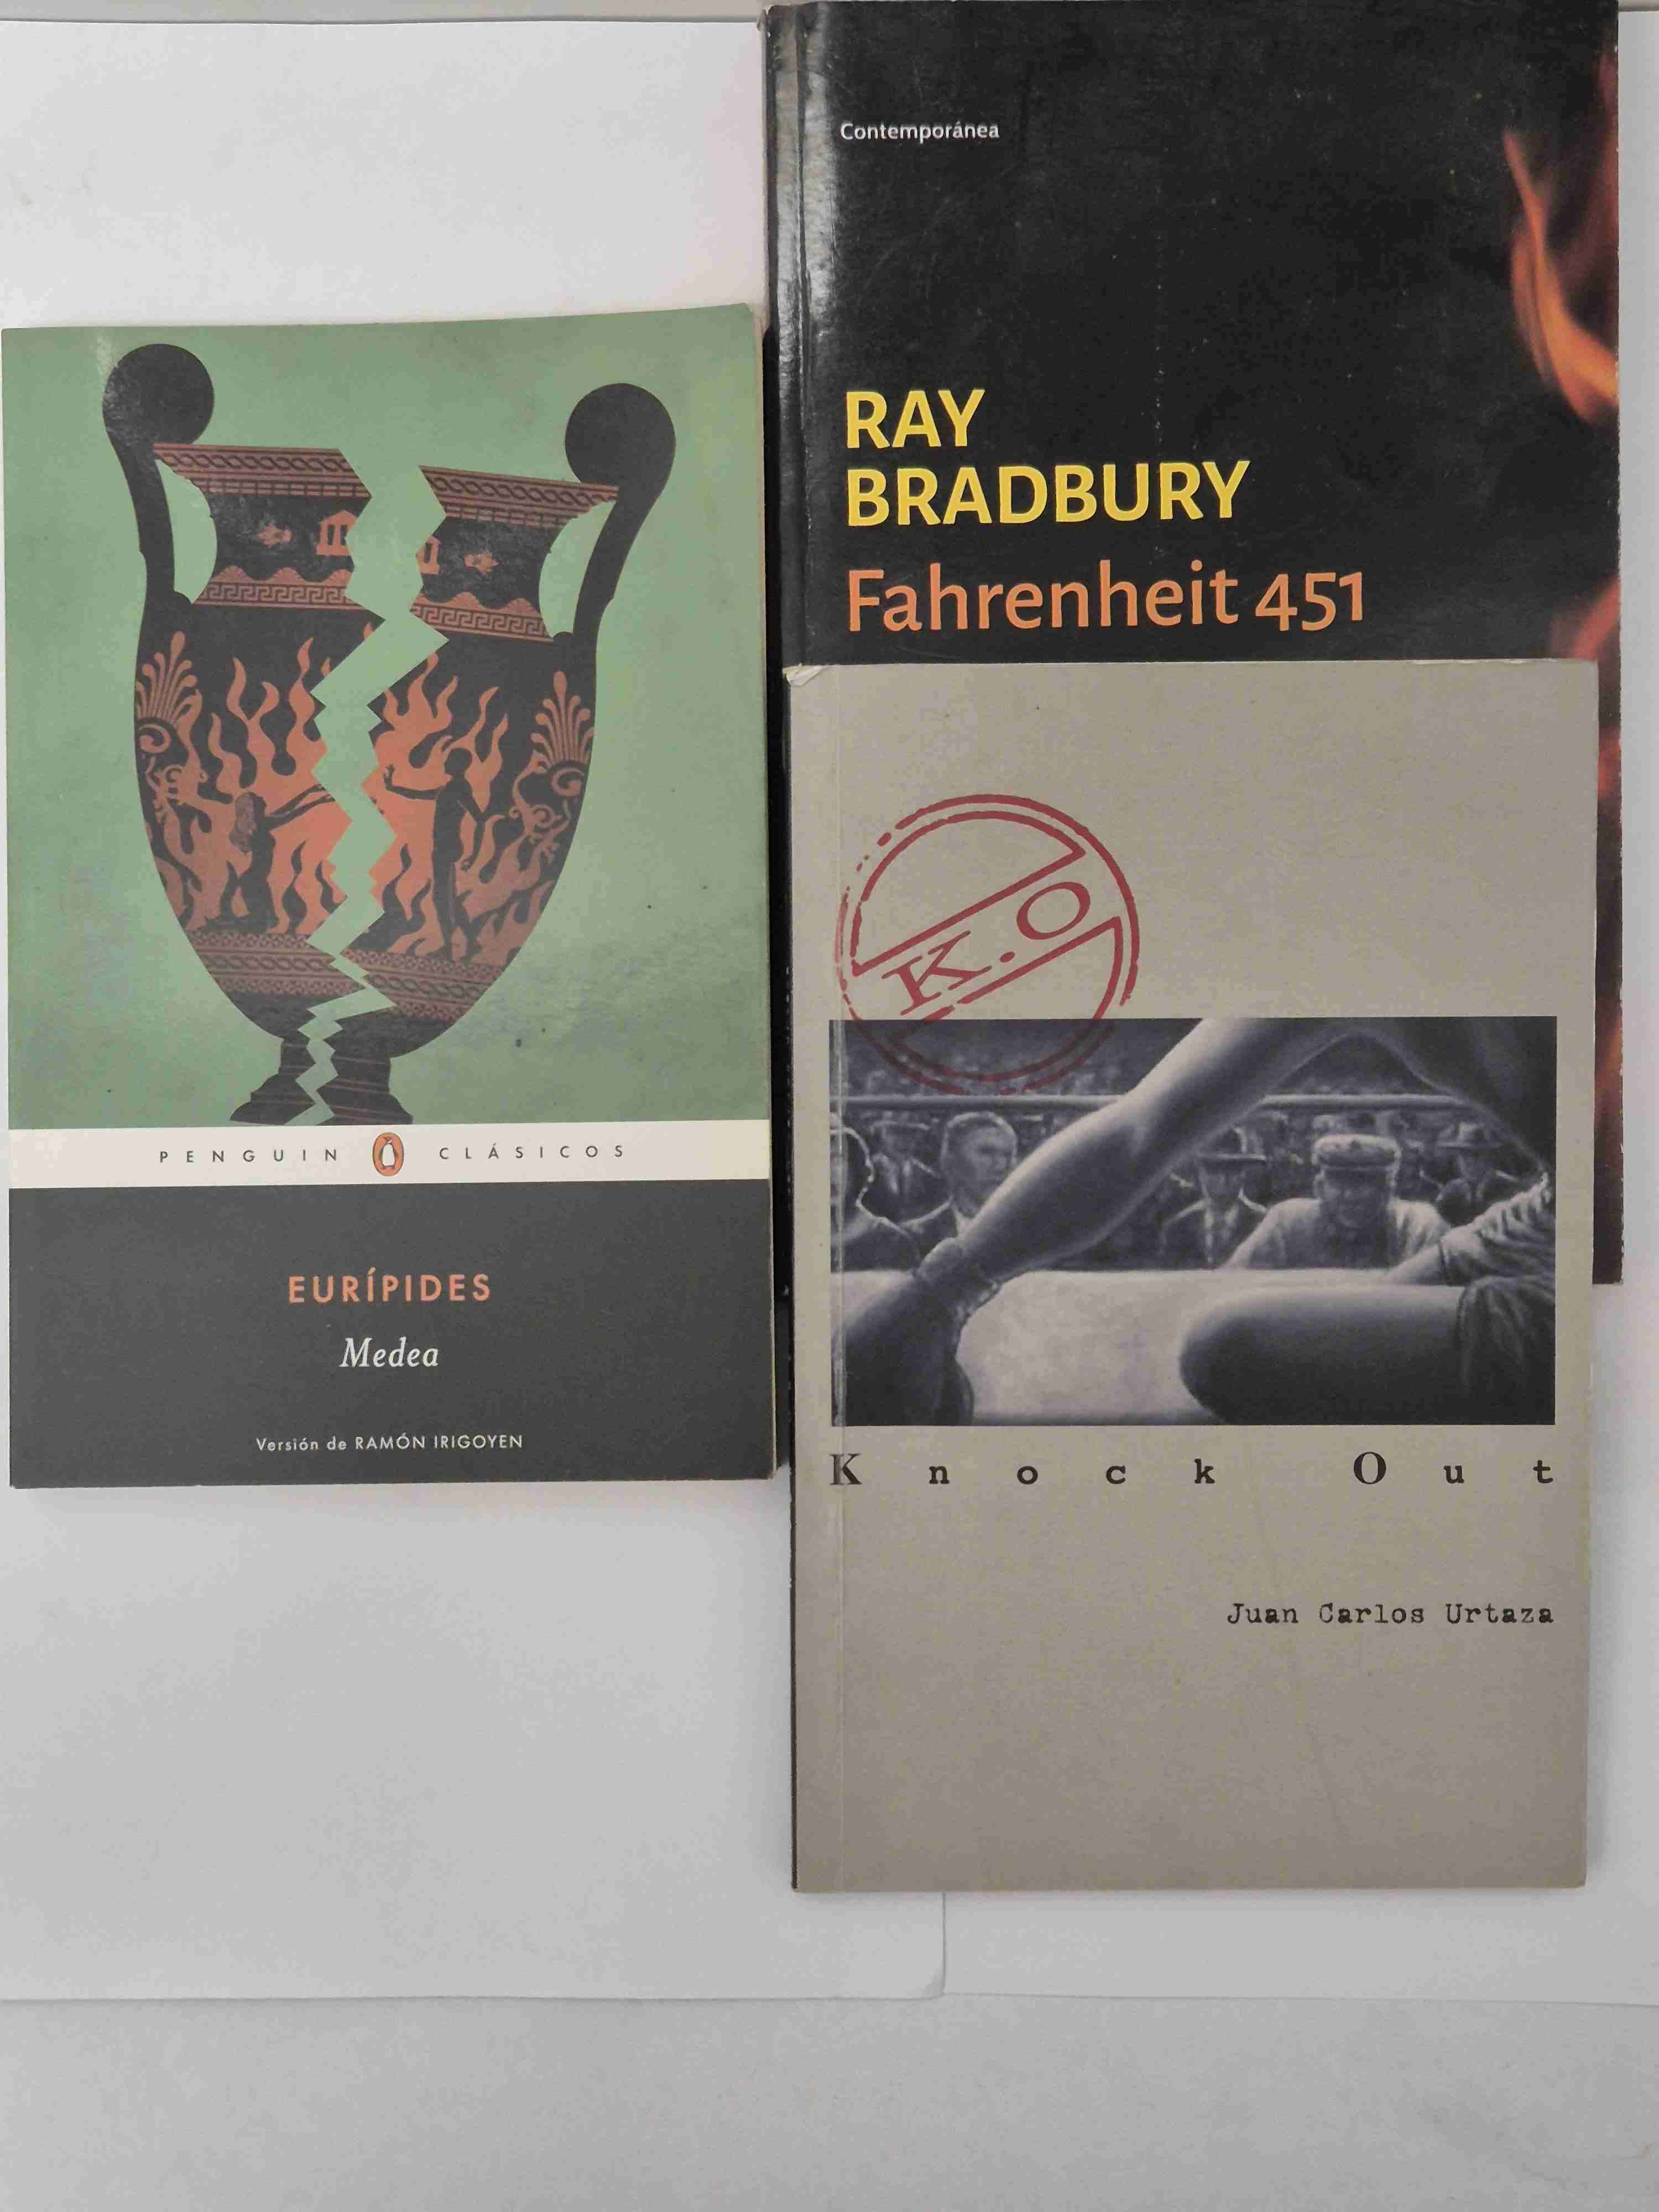 Contemporánea
RAY
BRADBURY
Fahrenheit 451
PENGUIN CLÁSICOS
EURÍPIDES
Medea
Versión de RAMÓN IRIGOYEN
K.O
Knock Out
Juan Carlos Urtaza